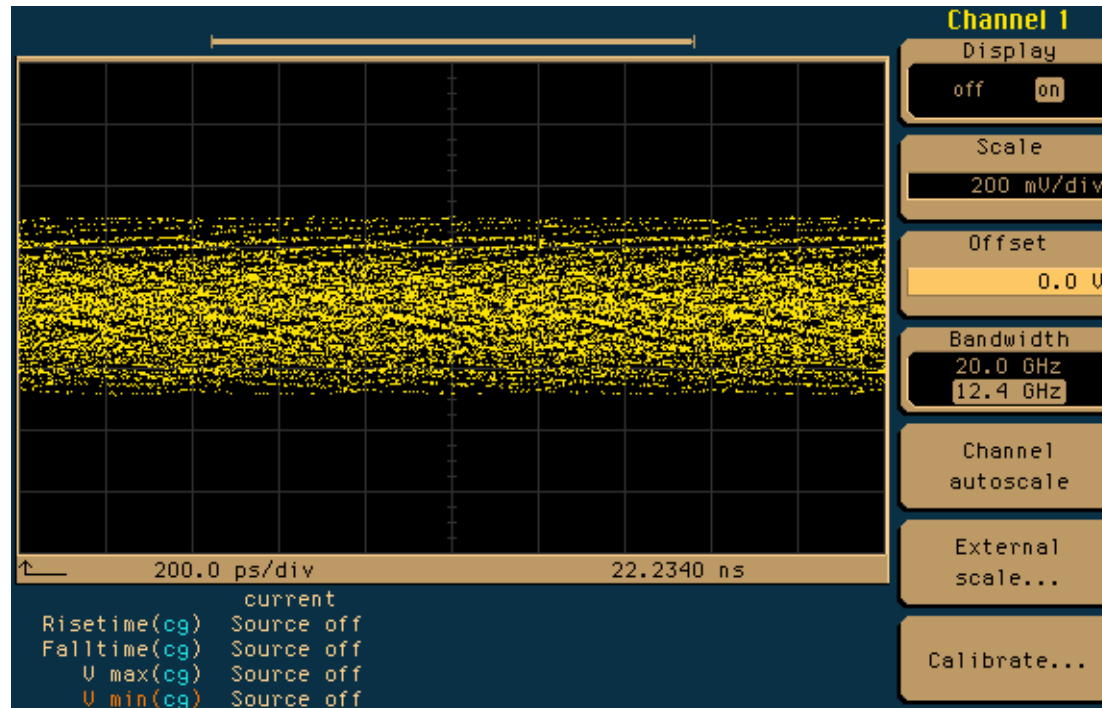 Channel 1
Display
off on
Scale
200 mV/div
Offset
0.0 V
Bandwidth
20.0 GHz
12.4 GHz
Channel
autoscale
External
scale...
Calibrate...
200.0 ps/div 22.2340 ns
current
Risetime(cg) Source off
Falltime(cg) Source off
V max(cg) Source off
V min(cg) Source off